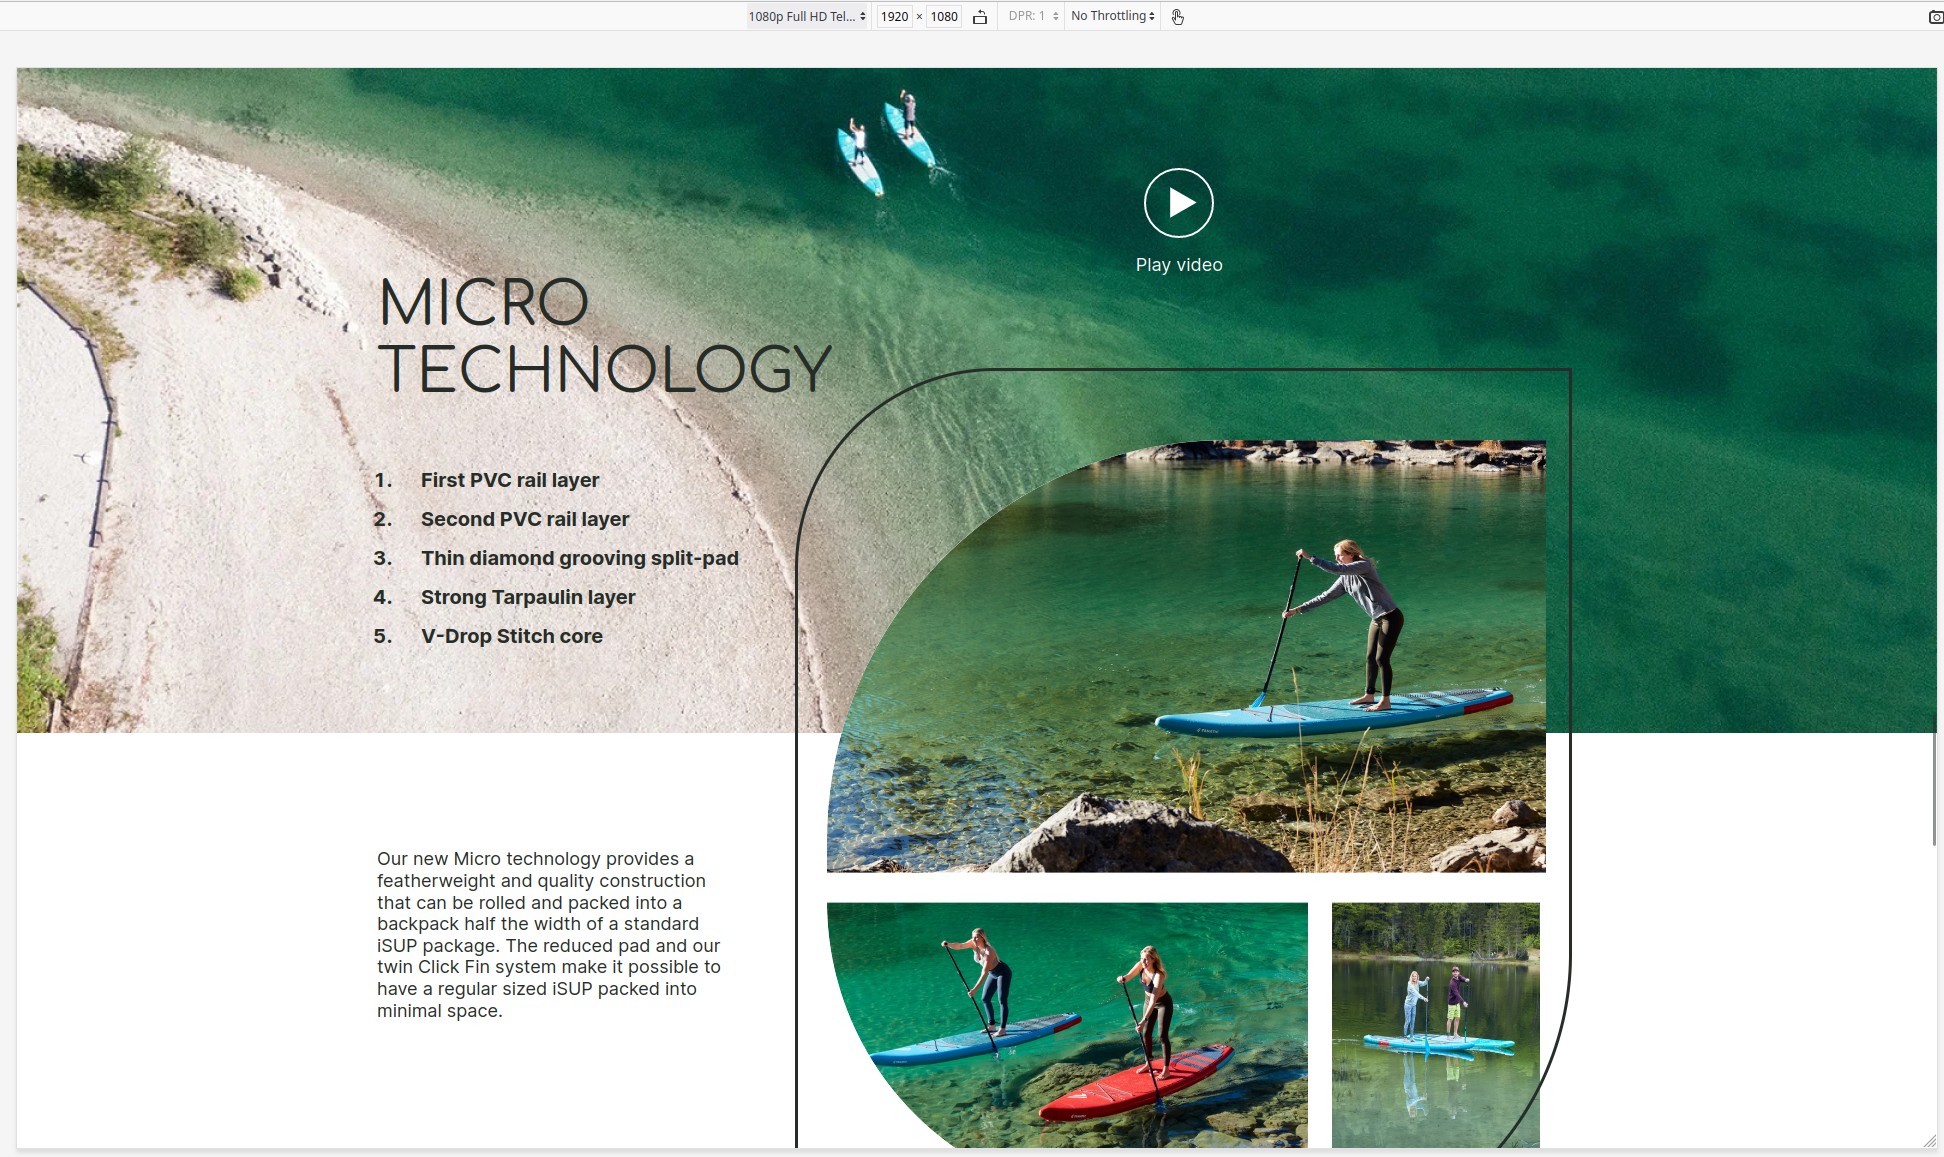 1080p Full HD Tel... 1920 × 1080 DPR: 1 No Throttling
Play video
MICRO
TECHNOLOGY
1. First PVC rail layer
2. Second PVC rail layer
3. Thin diamond grooving split-pad
4. Strong Tarpaulin layer
5. V-Drop Stitch core
Our new Micro technology provides a
featherweight and quality construction
that can be rolled and packed into a
backpack half the width of a standard
iSUP package. The reduced pad and our
twin Click Fin system make it possible to
have a regular sized iSUP packed into
minimal space.